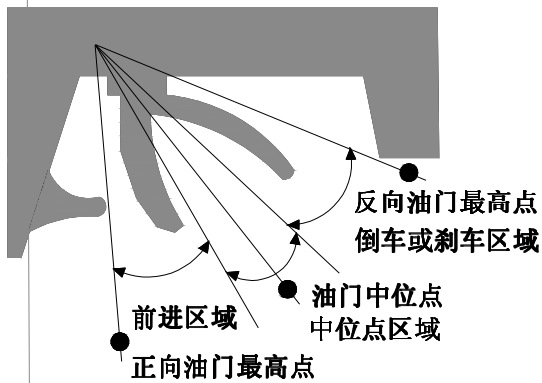 反向油门最高点
倒车或刹车区域
油门中位点
中位点区域
前进区域
正向油门最高点